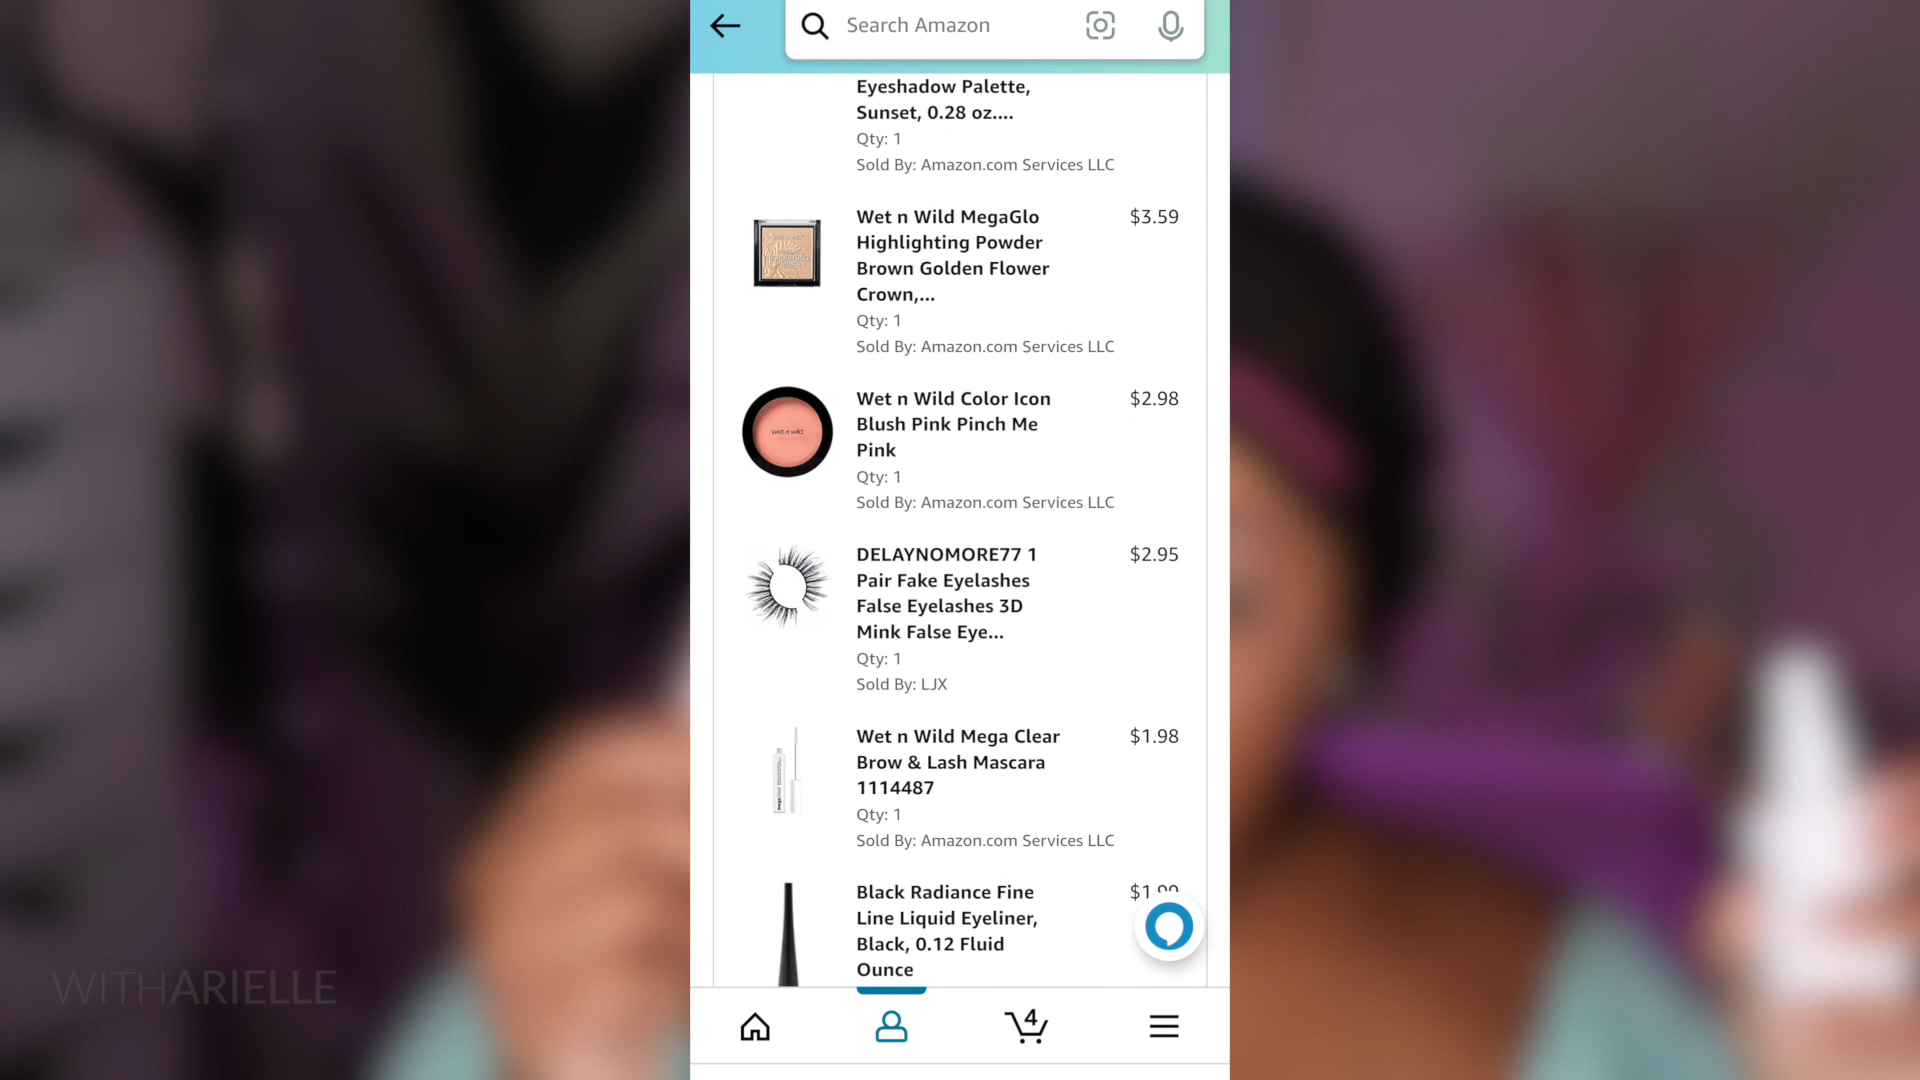 Search Amazon
Eyeshadow Palette,
Sunset, 0.28 oz....
Qty: 1
Sold By: Amazon.com Services LLC
Wet n Wild MegaGlo
Highlighting Powder
Brown Golden Flower
Crown,...
$3.59
Qty: 1
Sold By: Amazon.com Services LLC
Wet n Wild Color Icon
Blush Pink Pinch Me
Pink
$2.98
wet n wild
Qty: 1
Sold By: Amazon.com Services LLC
DELAYNOMORE77 1
Pair Fake Eyelashes
False Eyelashes 3D
Mink False Eye...
$2.95
Qty: 1
Sold By: LJX
Wet n Wild Mega Clear
Brow & Lash Mascara
1114487
$1.98
Qty: 1
Sold By: Amazon.com Services LLC
Black Radiance Fine
Line Liquid Eyeliner,
Black, 0.12 Fluid
Ounce
4
WITHARIELLE